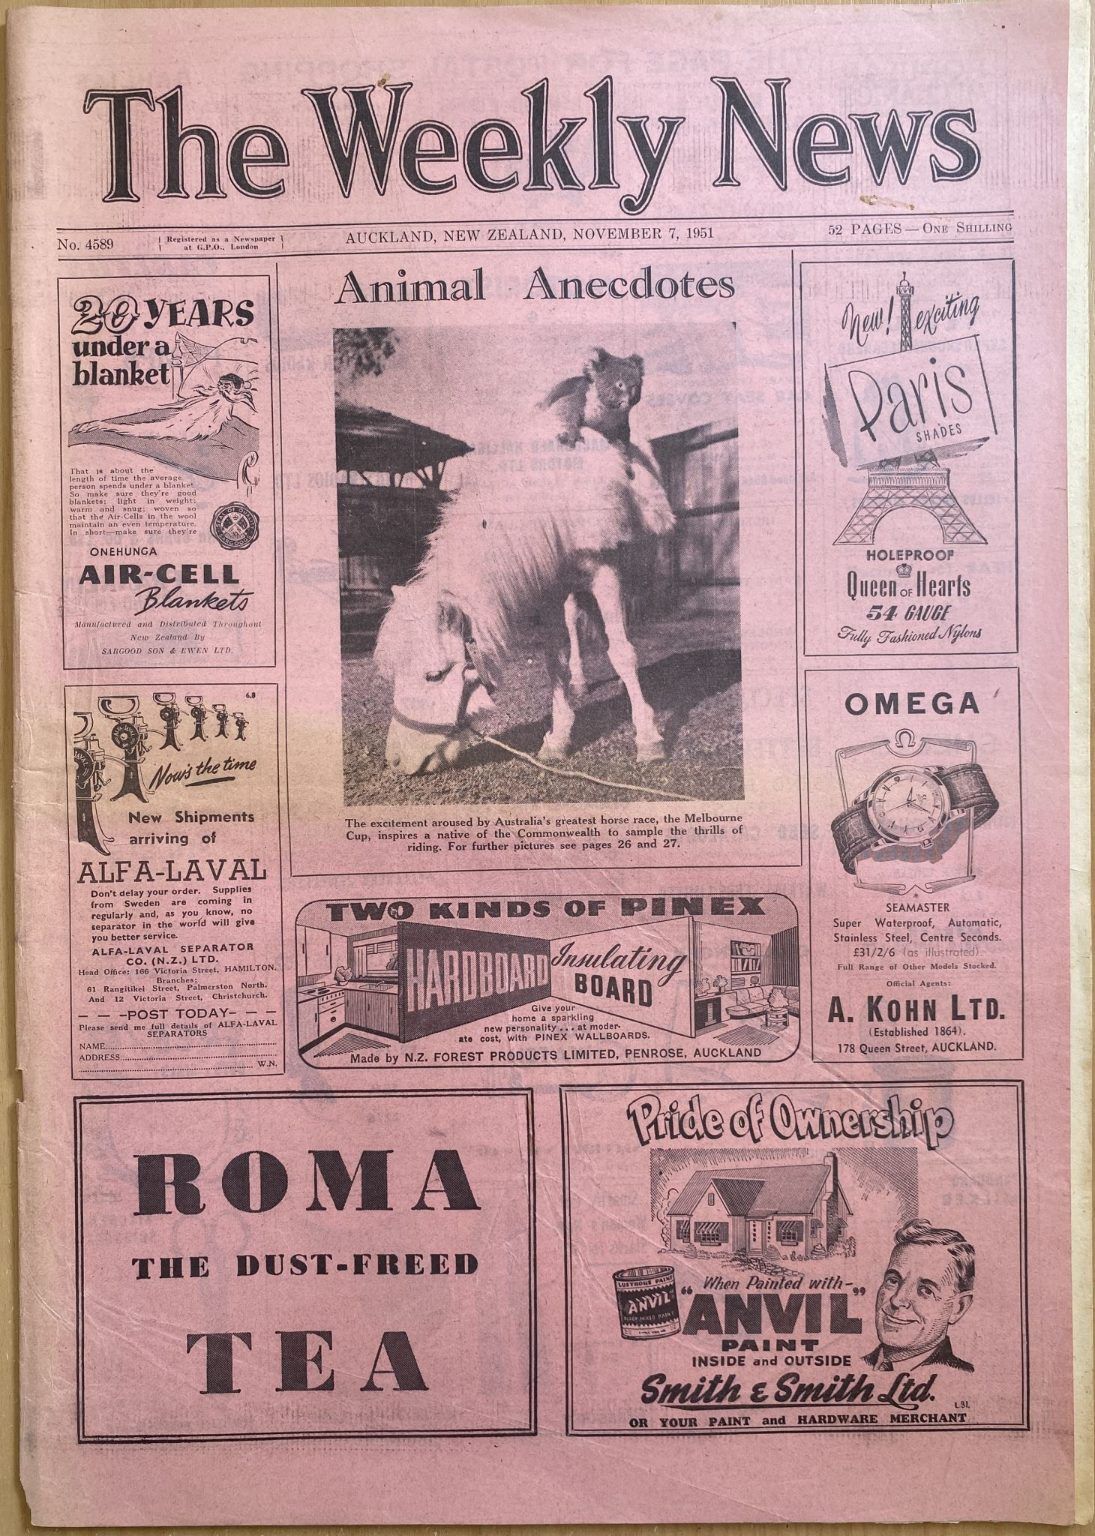 The Weekly News
No. 4589
Registered as a Newspaper
at G.P.O., London
AUCKLAND, NEW ZEALAND, NOVEMBER 7, 1951
52 PAGES — ONE SHILLING
20 YEARS
under a
blanket
That is about the
length of time the average
person spends under a blanket
So make sure they're good
blankets; light in weight;
warm and snug; woven so
that the Air-Cells in the wool
maintain an even temperature.
In short—make sure they're
ONEHUNGA
AIR-CELL
Blankets
Manufactured and Distributed Throughout
New Zealand By
SARGOOD SON & EWEN LTD.
6.8
Now's the time
New Shipments
arriving of
ALFA-LAVAL
Don't delay your order. Supplies
from Sweden are coming in
regularly and, as you know, no
separator in the world will give
you better service.
ALFA-LAVAL SEPARATOR
CO. (N.Z.) LTD.
Head Office: 166 Victoria Street, HAMILTON.
Branches:
61 Rangitikei Street, Palmerston North.
And 12 Victoria Street, Christchurch.
— — —POST TODAY— — —
Please send me full details of ALFA-LAVAL
SEPARATORS
NAME
ADDRESS
W.N.
Animal Anecdotes
The excitement aroused by Australia's greatest horse race, the Melbourne
Cup, inspires a native of the Commonwealth to sample the thrills of
riding. For further pictures see pages 26 and 27.
TWO KINDS OF PINEX
HARDBOARD
Insulating
BOARD
Give your
home a sparkling
new personality . . . at moder-
ate cost, with PINEX WALLBOARDS.
Made by N.Z. FOREST PRODUCTS LIMITED, PENROSE, AUCKLAND
New! exciting
Paris
SHADES
HOLEPROOF
Queen OF Hearts
54 GAUGE
Fully Fashioned Nylons
OMEGA
SEAMASTER
Super Waterproof, Automatic,
Stainless Steel, Centre Seconds.
£31/2/6 (as illustrated)
Full Range of Other Models Stocked.
Official Agents:
A. KOHN LTD.
(Established 1864).
178 Queen Street, AUCKLAND.
ROMA
THE DUST-FREED
TEA
Pride of Ownership
LUSTROUS PAINT
ANVIL
"When Painted with-"
ANVIL
PAINT
INSIDE and OUTSIDE
Smith & Smith Ltd.
L.31.
OR YOUR PAINT and HARDWARE MERCHANT